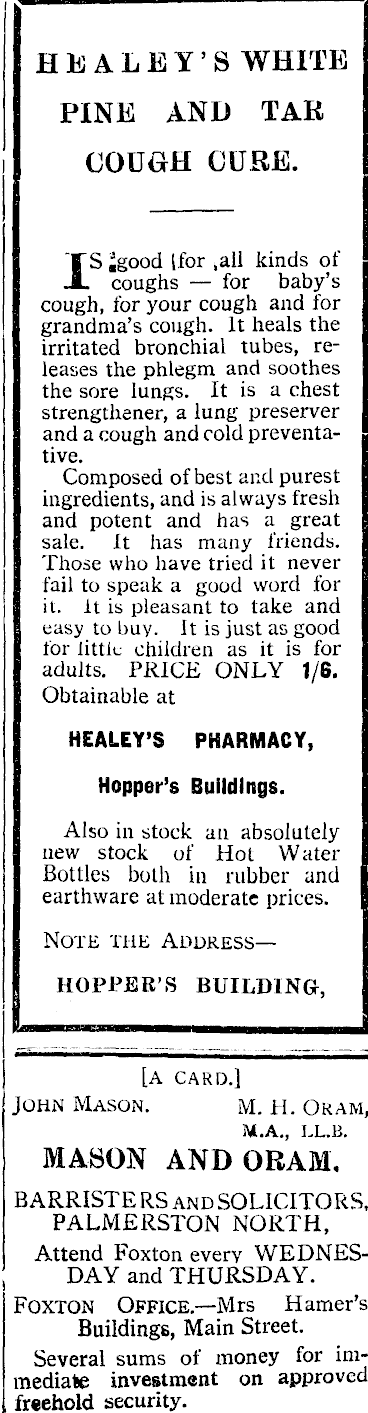 HEALEY'S WHITE
PINE AND TAR
COUGH CURE.
IS good for all kinds of
coughs — for baby's
cough, for your cough and for
grandma's cough. It heals the
irritated bronchial tubes, re-
leases the phlegm and soothes
the sore lungs. It is a chest
strengthener, a lung preserver
and a cough and cold preventa-
tive.
Composed of best and purest
ingredients, and is always fresh
and potent and has a great
sale. It has many friends.
Those who have tried it never
fail to speak a good word for
it. It is pleasant to take and
easy to buy. It is just as good
for little children as it is for
adults. PRICE ONLY 1/6.
Obtainable at
HEALEY'S PHARMACY,
Hopper's Buildings.
Also in stock an absolutely
new stock of Hot Water
Bottles both in rubber and
earthware at moderate prices.
NOTE THE ADDRESS—
HOPPER'S BUILDING,
[A CARD.]
JOHN MASON. M. H. ORAM,
M.A., LL.B.
MASON AND ORAM,
BARRISTERS AND SOLICITORS,
PALMERSTON NORTH,
Attend Foxton every WEDNES-
DAY and THURSDAY.
FOXTON OFFICE.—Mrs Hamer's
Buildings, Main Street.
Several sums of money for im-
mediate investment on approved
freehold security.